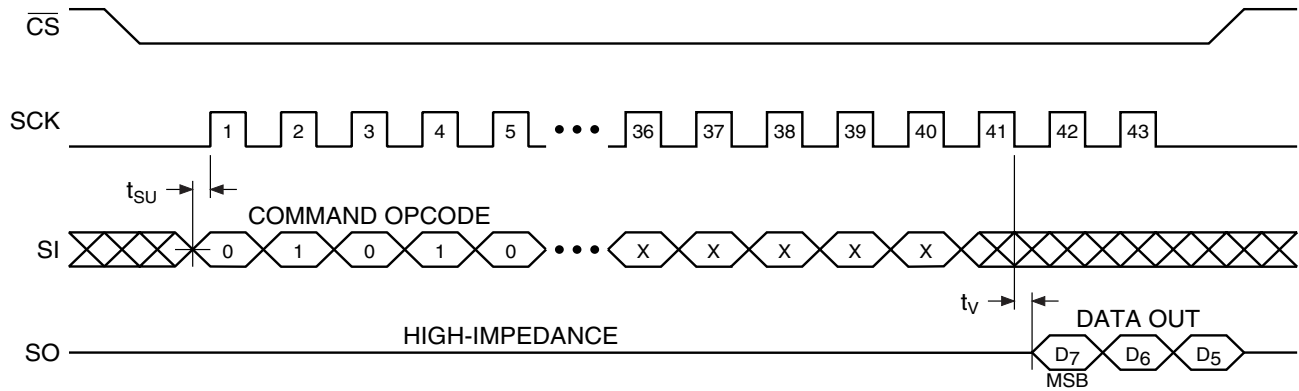 CS
SCK 1 2 3 4 5 ••• 36 37 38 39 40 41 42 43
tSU
COMMAND OPCODE
SI 0 1 0 1 0 ••• X X X X X
tV
HIGH-IMPEDANCE DATA OUT
SO D7 D6 D5
MSB